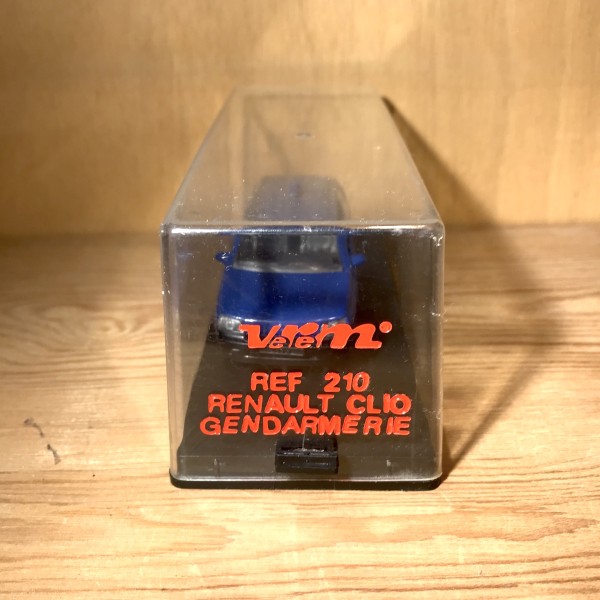 Verem
REF 210
RENAULT CLIO
GENDARMERIE